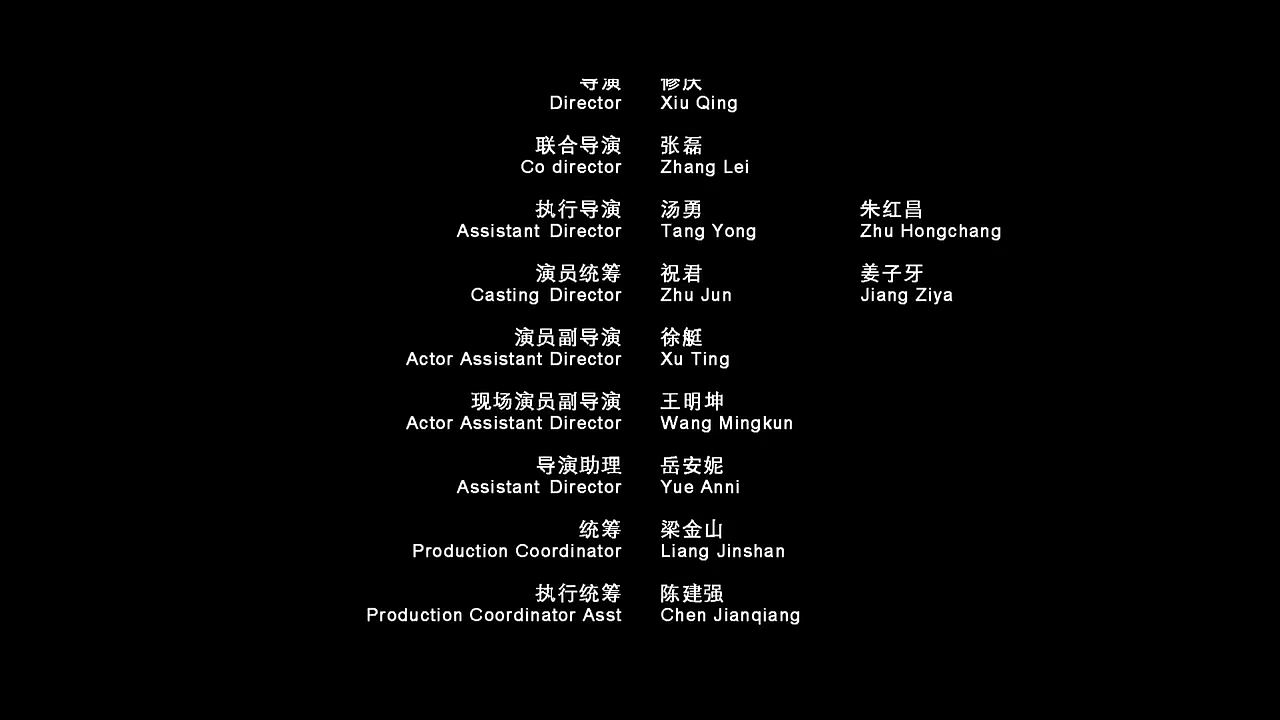 导演 修庆
Director Xiu Qing
联合导演 张磊
Co director Zhang Lei
执行导演 汤勇 朱红昌
Assistant Director Tang Yong Zhu Hongchang
演员统筹 祝君 姜子牙
Casting Director Zhu Jun Jiang Ziya
演员副导演 徐艇
Actor Assistant Director Xu Ting
现场演员副导演 王明坤
Actor Assistant Director Wang Mingkun
导演助理 岳安妮
Assistant Director Yue Anni
统筹 梁金山
Production Coordinator Liang Jinshan
执行统筹 陈建强
Production Coordinator Asst Chen Jianqiang